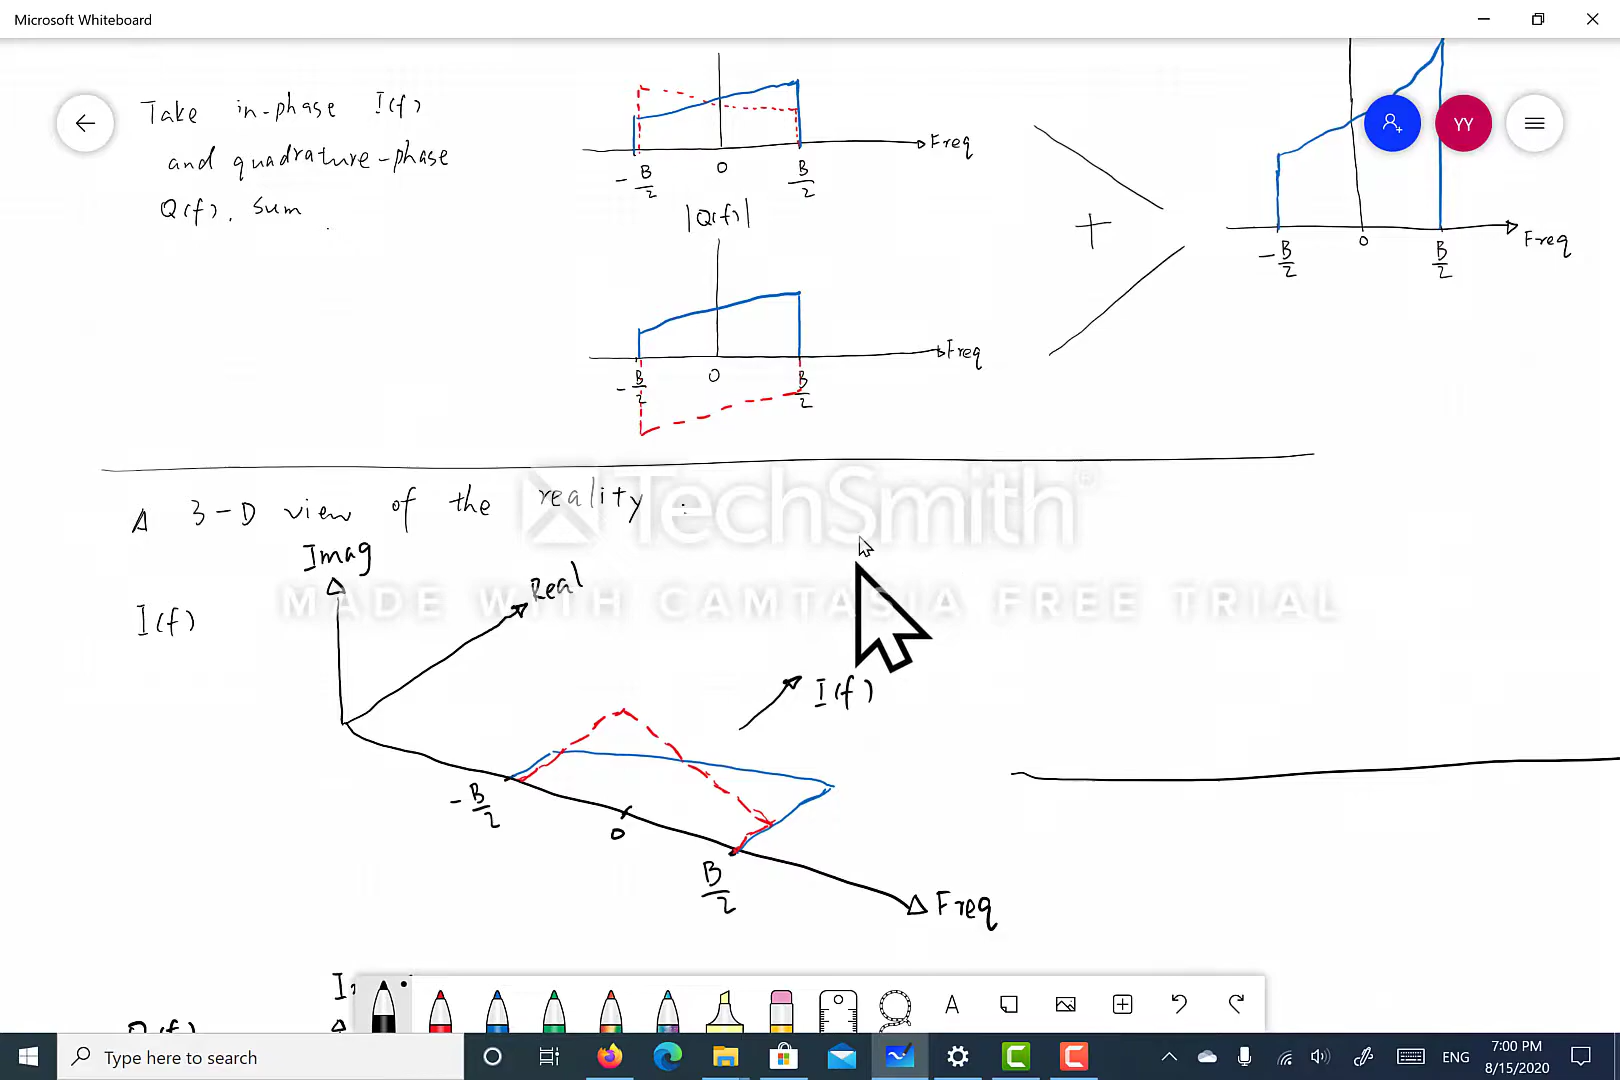 Microsoft Whiteboard
Take in-phase I(f)
and quadrature-phase
Q(f). Sum
Freq
-B/2 0 B/2
|Q(f)|
Freq
-B/2 0 B/2
+
YY
Freq
-B/2 0 B/2
A 3-D view of the reality.
TechSmith
MADE WITH CAMTASIA FREE TRIAL
Imag
Real
I(f)
I(f)
-B/2
0
B/2
Freq
A
Type here to search
ENG
7:00 PM
8/15/2020